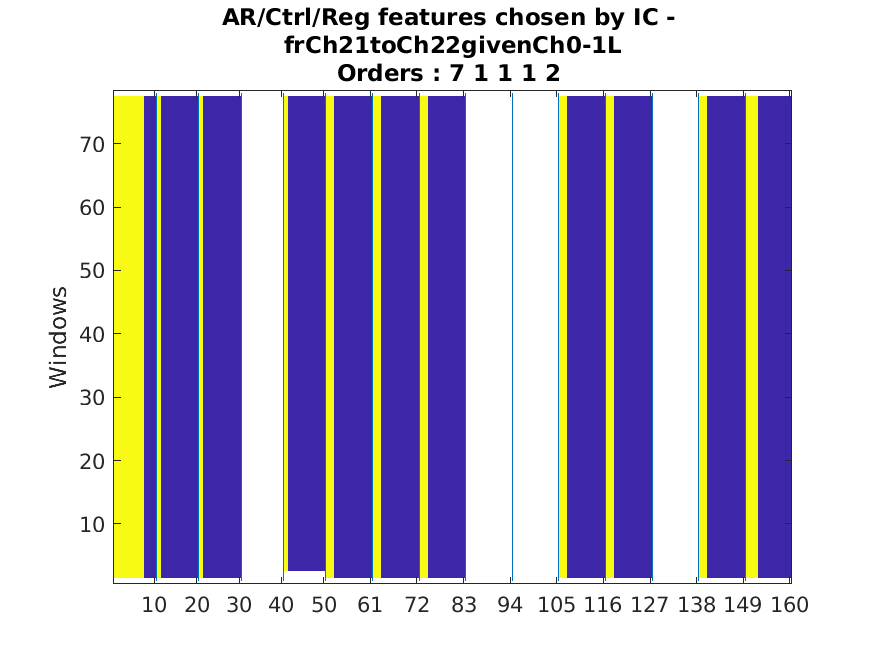 AR/Ctrl/Reg features chosen by IC -
frCh21toCh22givenCh0-1L
Orders : 7 1 1 1 2
70
60
50
40
30
20
10
Windows
10 20 30 40 50 61 72 83 94 105 116 127 138 149 160